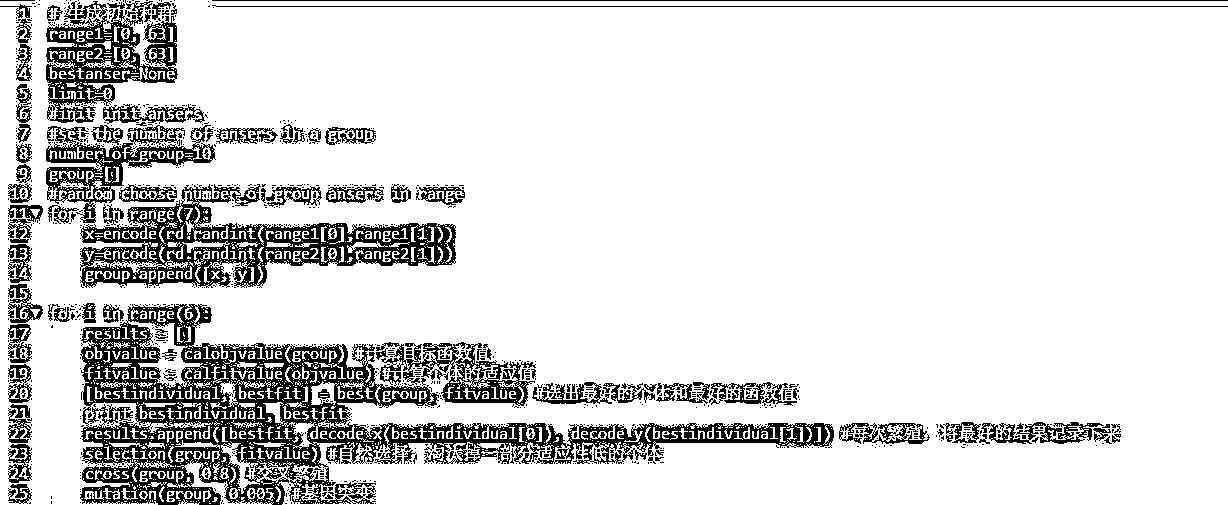 1 # 生成初始种群
2 range1=[0, 63]
3 range2=[0, 63]
4 bestanser=None
5 limit=0
6 #init init_ansers
7 #set the number of ansers in a group
8 number_of_group=10
9 group=[]
10 #random choose number_of_group ansers in range
11 for i in range(7):
12 x=encode(rd.randint(range1[0],range1[1]))
13 y=encode(rd.randint(range2[0],range2[1]))
14 group.append([x, y])
15
16 for i in range(6):
17 results = []
18 objvalue = calobjvalue(group) #计算目标函数值
19 fitvalue = calfitvalue(objvalue) #计算个体的适应值
20 [bestindividual, bestfit] = best(group, fitvalue) #选出最好的个体和最好的函数值
21 print bestindividual, bestfit
22 results.append([bestfit, decode_x(bestindividual[0]), decode_y(bestindividual[1])]) #每次繁殖，将最好的结果记录下来
23 selection(group, fitvalue) #自然选择，淘汰掉一部分适应性低的个体
24 cross(group, 0.8) #交叉繁殖
25 mutation(group, 0.005) #基因突变